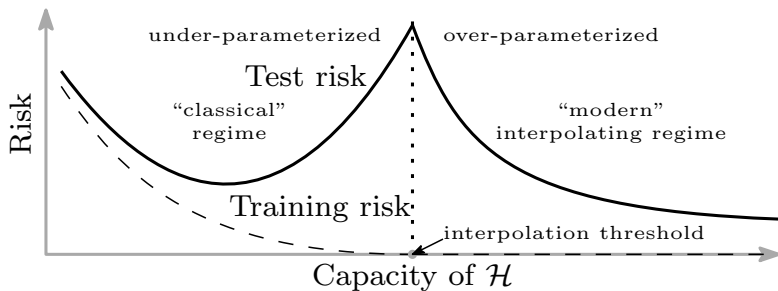 under-parameterized
over-parameterized
Test risk
“classical”
regime
“modern”
interpolating regime
Risk
Training risk
interpolation threshold
Capacity of ℋ